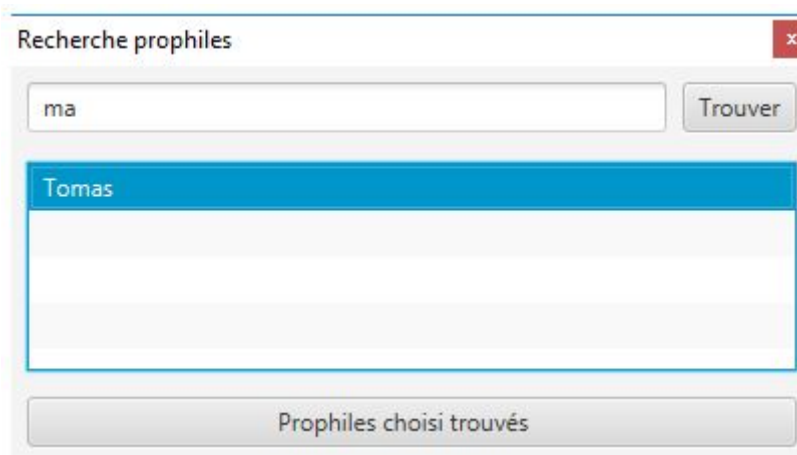 Recherche prophiles
x
ma
Trouver
Tomas
Prophiles choisi trouvés